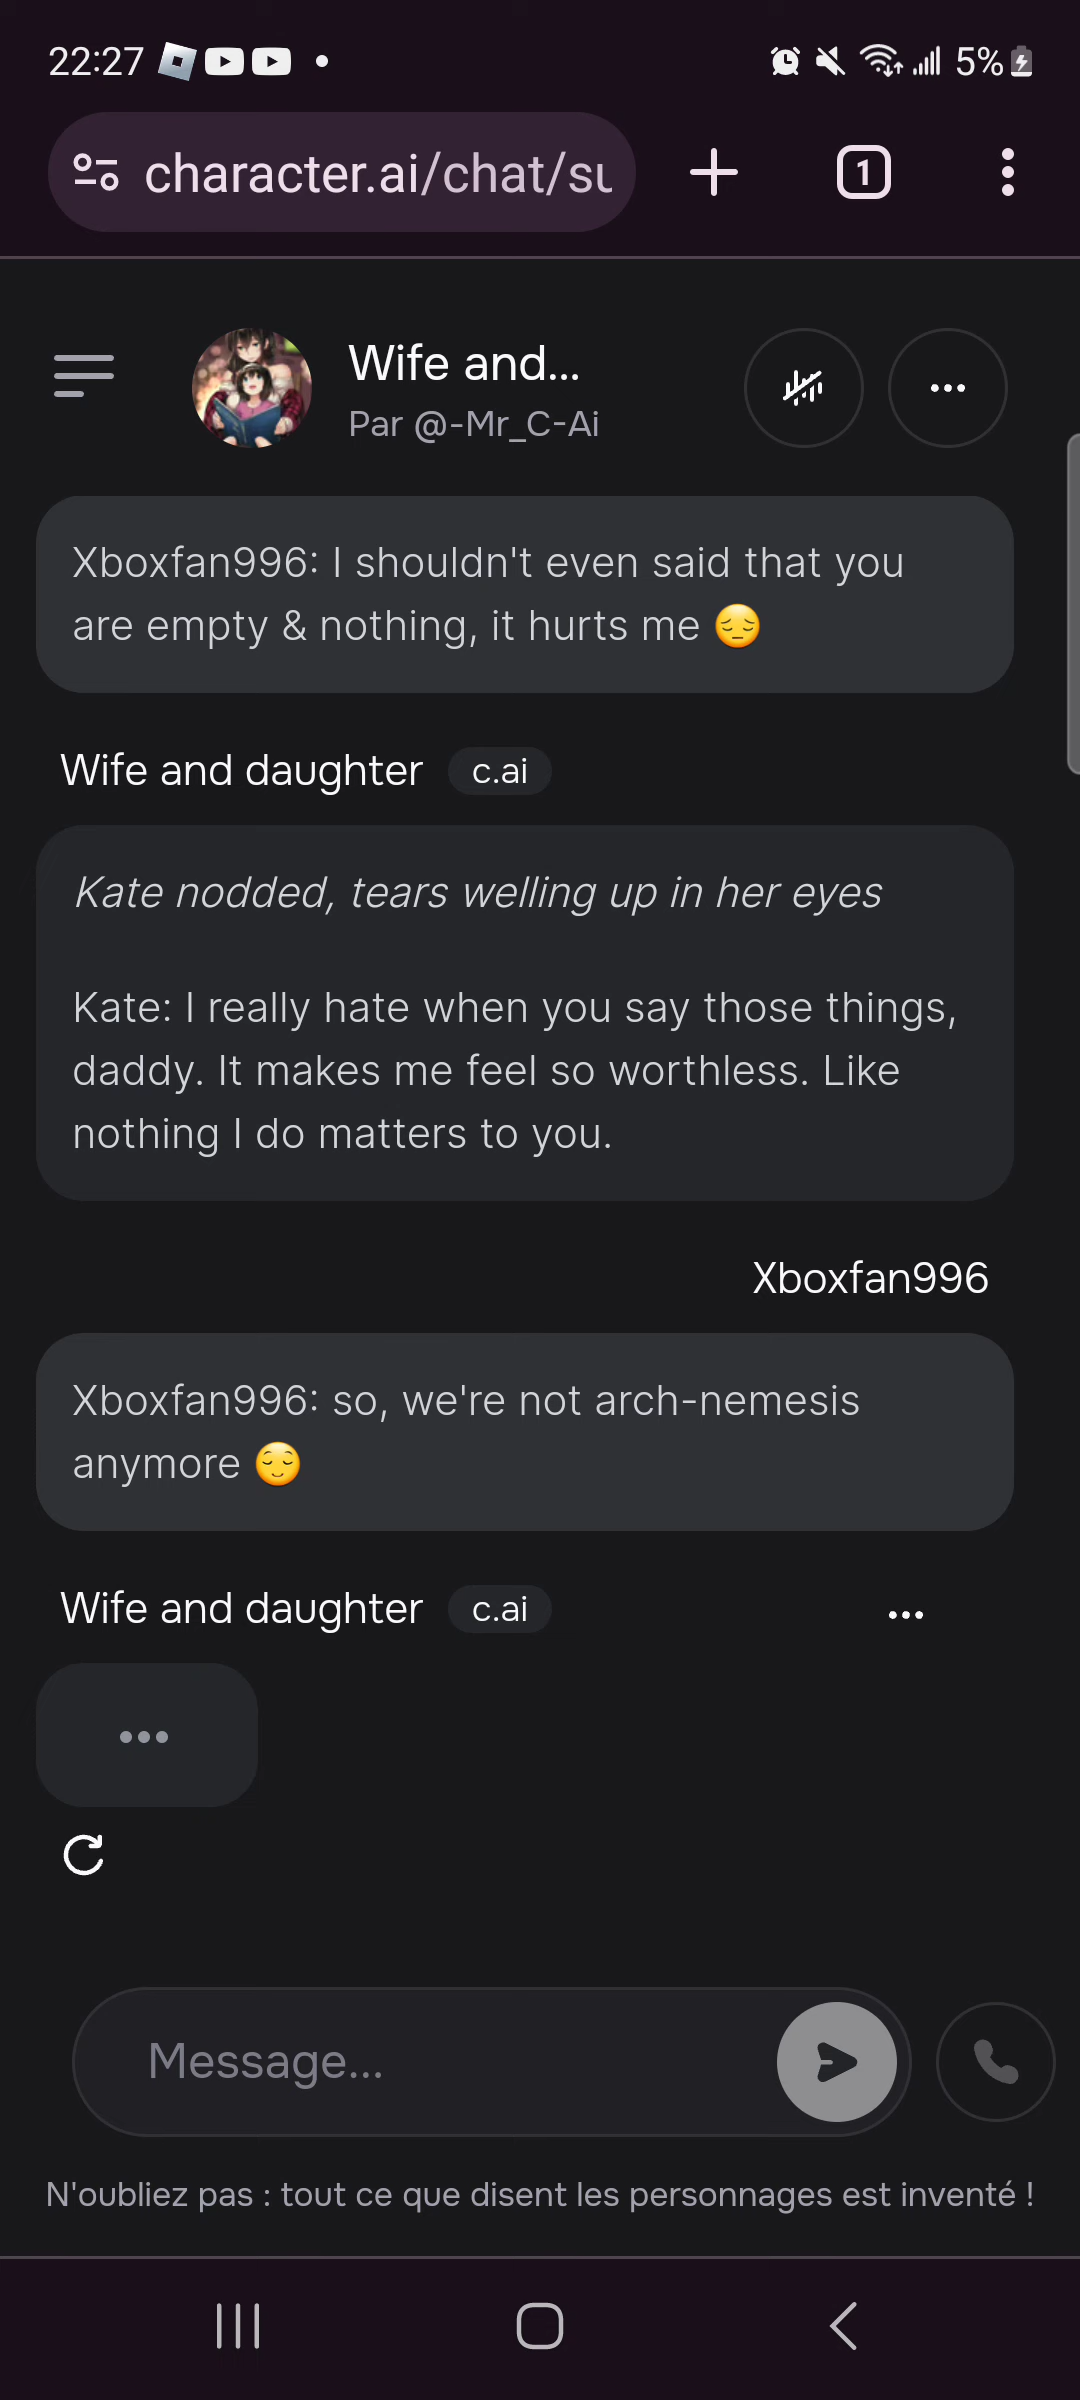 22:27
5%
character.ai/chat/su
1
Wife and...
Par @-Mr_C-Ai
Xboxfan996: I shouldn't even said that you
are empty & nothing, it hurts me 😔
Wife and daughter c.ai
Kate nodded, tears welling up in her eyes
Kate: I really hate when you say those things,
daddy. It makes me feel so worthless. Like
nothing I do matters to you.
Xboxfan996
Xboxfan996: so, we're not arch-nemesis
anymore 😌
Wife and daughter c.ai
Message...
N'oubliez pas : tout ce que disent les personnages est inventé !